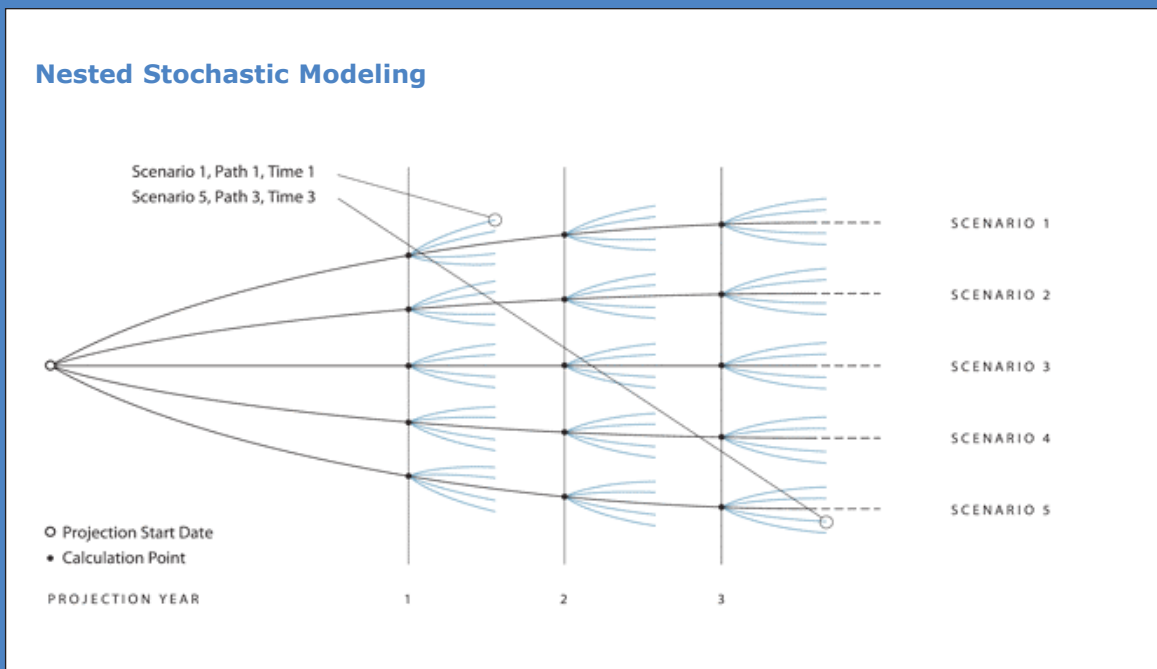 Nested Stochastic Modeling
Scenario 1, Path 1, Time 1
Scenario 5, Path 3, Time 3
SCENARIO 1
SCENARIO 2
SCENARIO 3
SCENARIO 4
SCENARIO 5
Projection Start Date
Calculation Point
PROJECTION YEAR 1 2 3